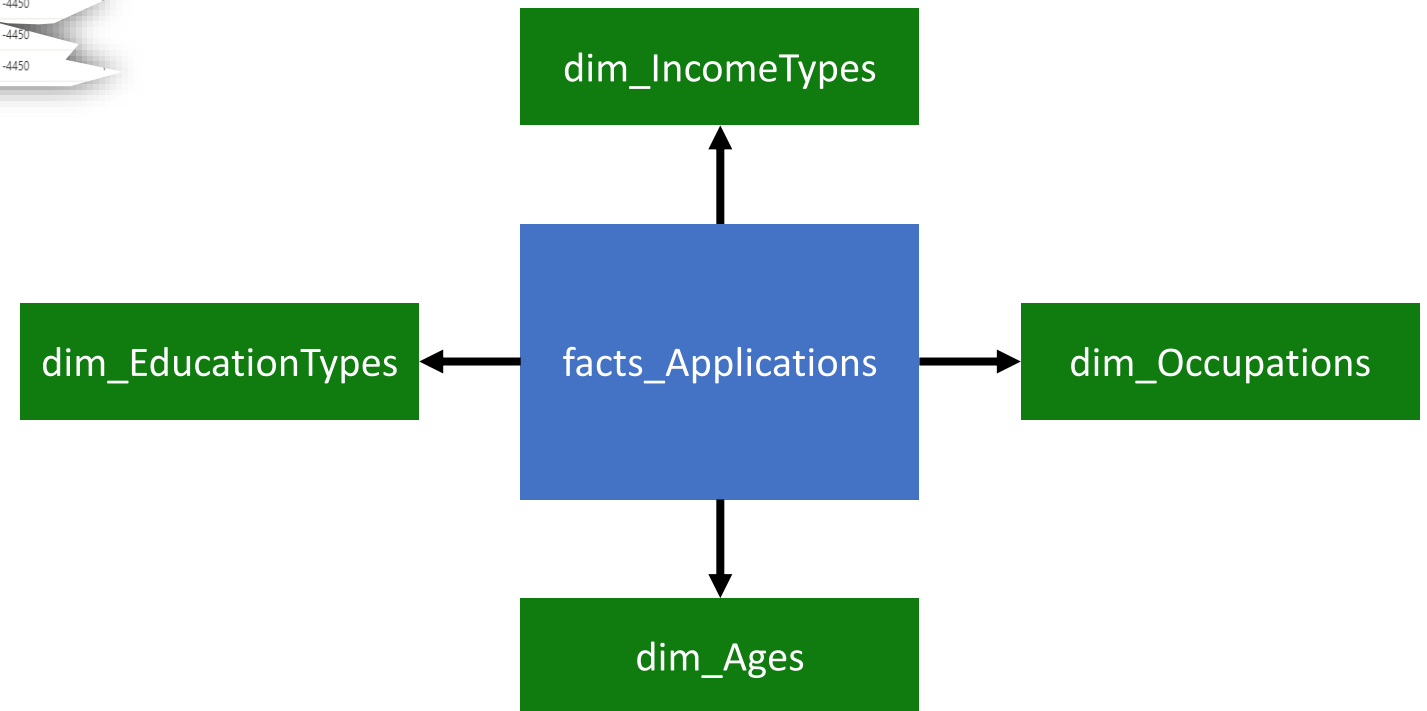 -4450
-4450
-4450
dim_IncomeTypes
dim_EducationTypes
facts_Applications
dim_Occupations
dim_Ages